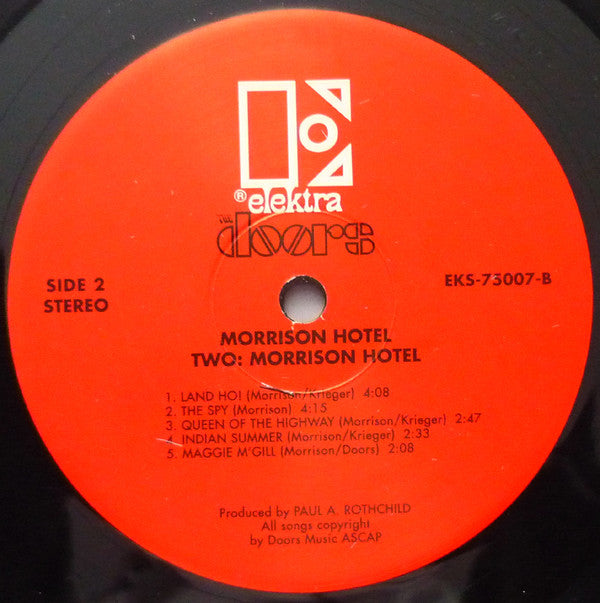 ® elektra
THE doors
SIDE 2
STEREO
EKS-75007-B
MORRISON HOTEL
TWO: MORRISON HOTEL
1. LAND HO! (Morrison/Krieger) 4:08
2. THE SPY (Morrison) 4:15
3. QUEEN OF THE HIGHWAY (Morrison/Krieger) 2:47
4. INDIAN SUMMER (Morrison/Krieger) 2:33
5. MAGGIE M'GILL (Morrison/Doors) 2:08
Produced by PAUL A. ROTHCHILD
All songs copyright
by Doors Music ASCAP